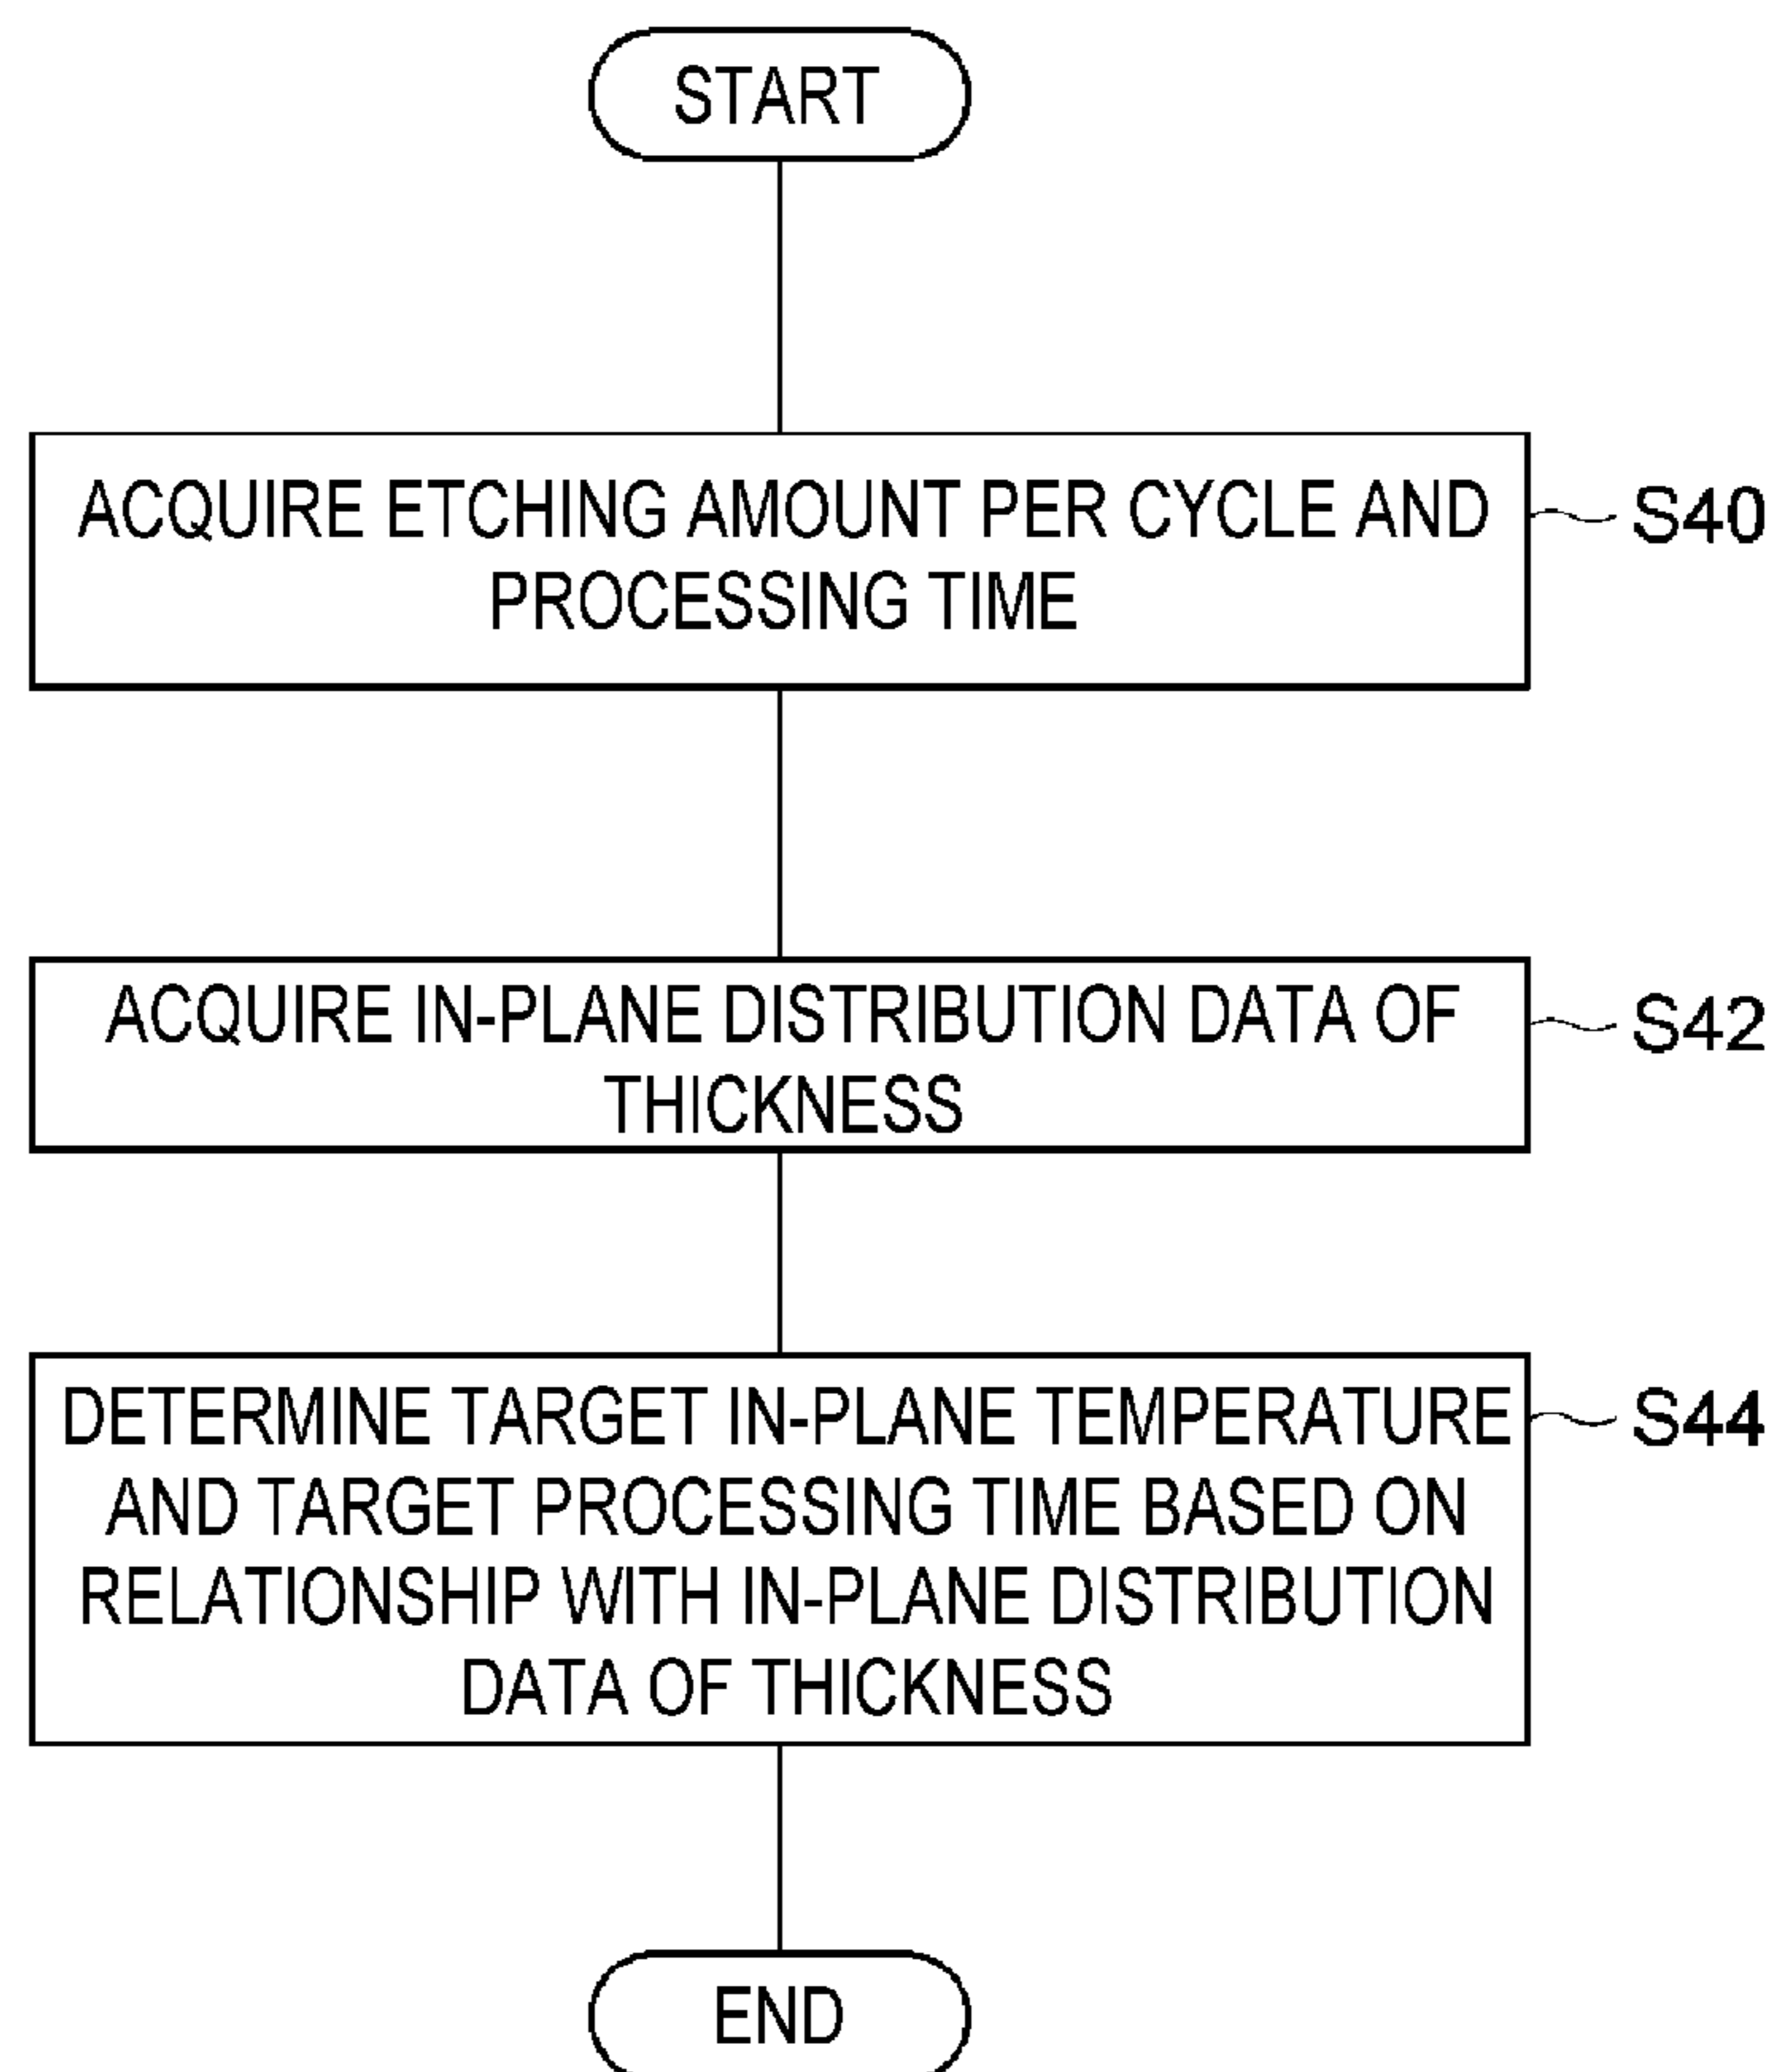 START
ACQUIRE ETCHING AMOUNT PER CYCLE AND
PROCESSING TIME
S40
ACQUIRE IN-PLANE DISTRIBUTION DATA OF
THICKNESS
S42
DETERMINE TARGET IN-PLANE TEMPERATURE
AND TARGET PROCESSING TIME BASED ON
RELATIONSHIP WITH IN-PLANE DISTRIBUTION
DATA OF THICKNESS
S44
END